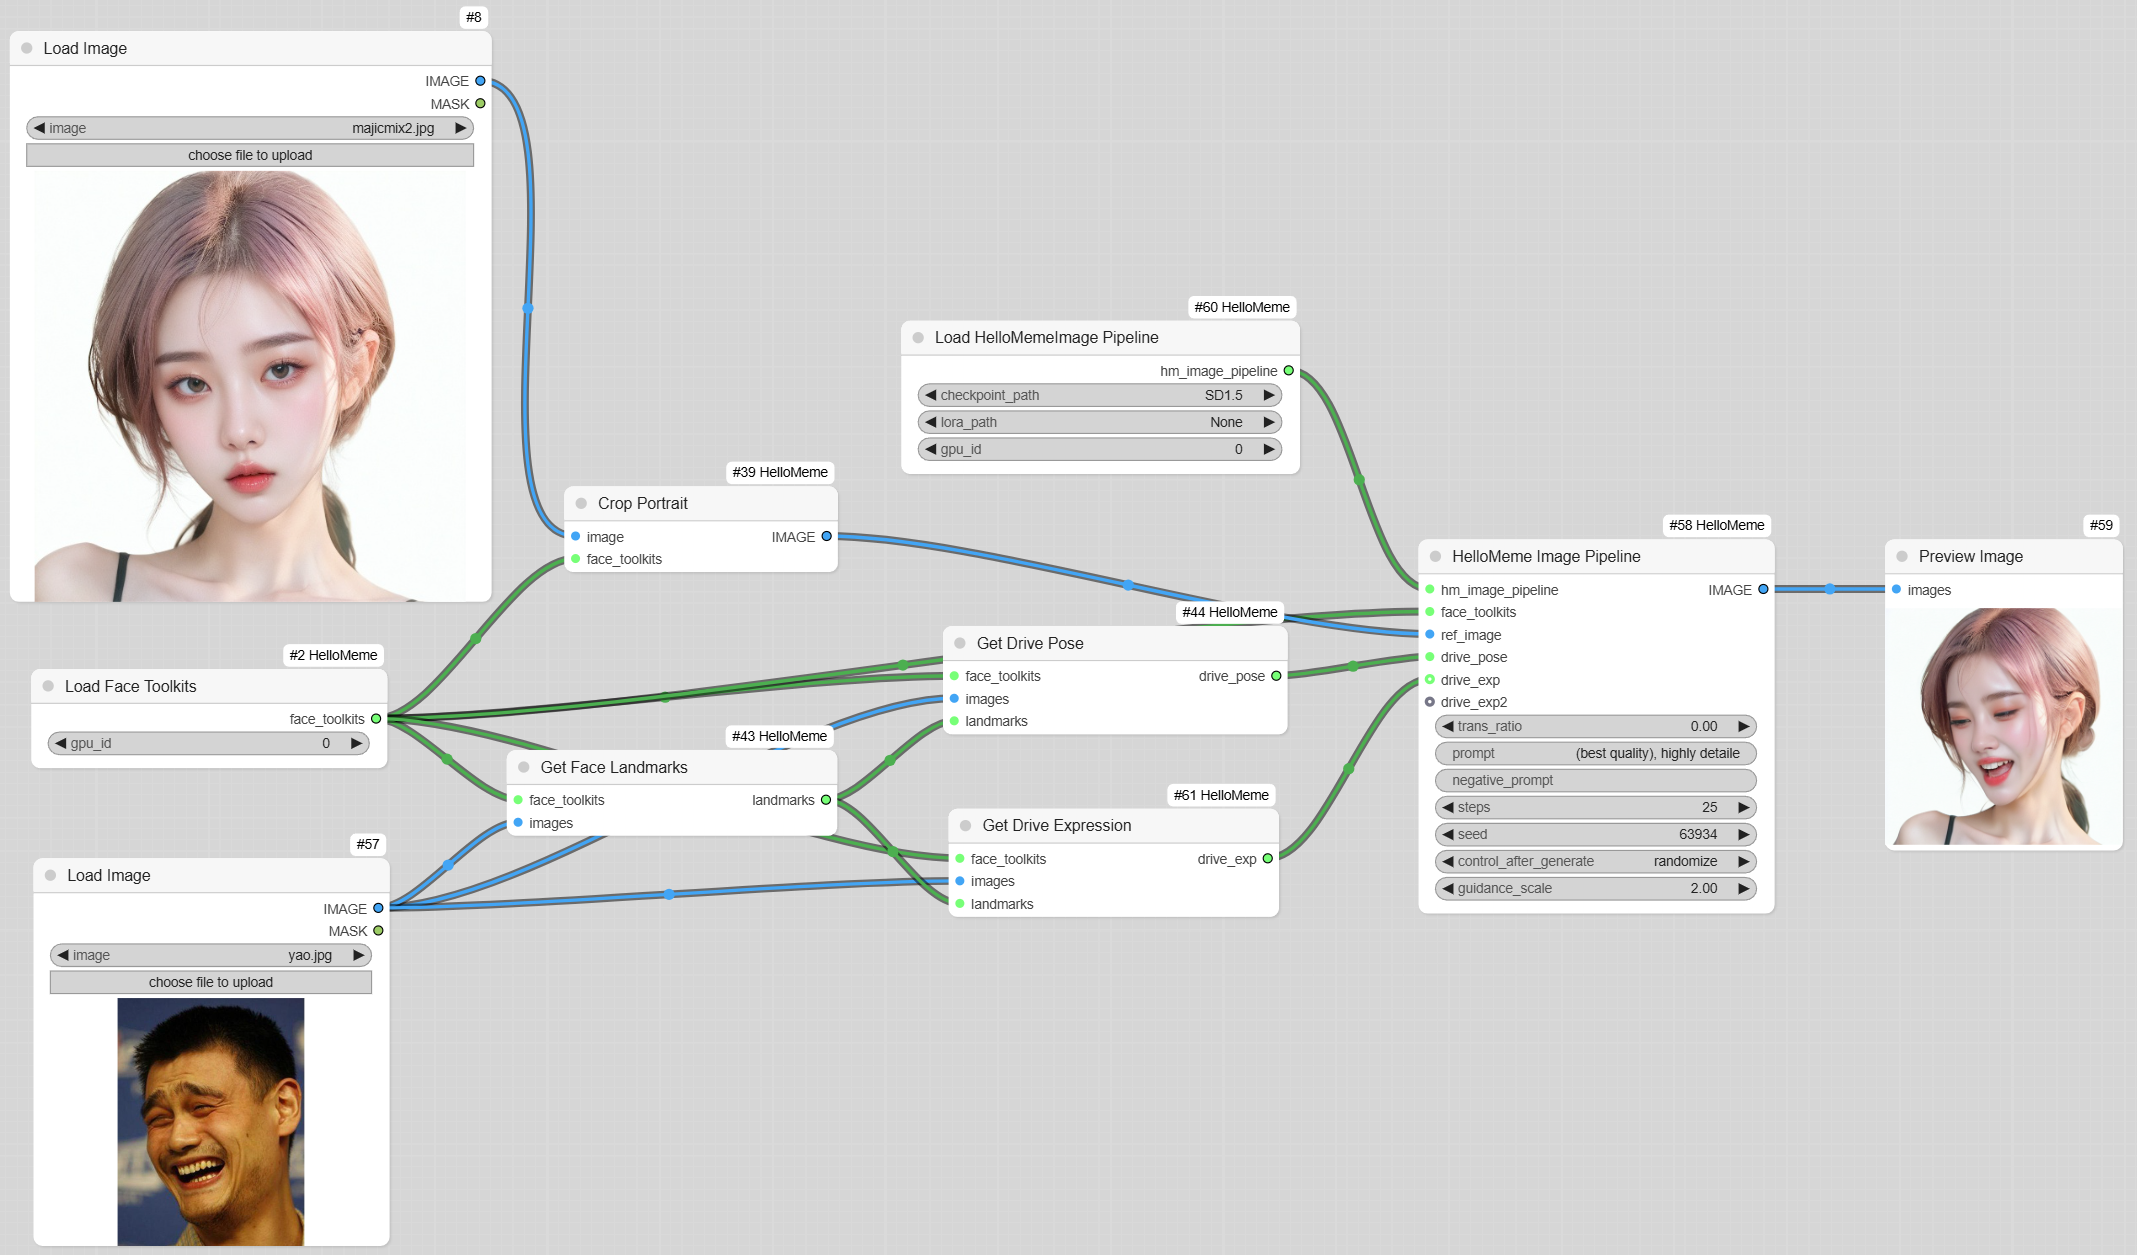 #8
Load Image
IMAGE
MASK
image majicmix2.jpg
choose file to upload
#60 HelloMeme
Load HelloMemeImage Pipeline
hm_image_pipeline
checkpoint_path SD1.5
lora_path None
gpu_id 0
#39 HelloMeme
Crop Portrait
image IMAGE
face_toolkits
#2 HelloMeme
Load Face Toolkits
face_toolkits
gpu_id 0
#44 HelloMeme
Get Drive Pose
face_toolkits drive_pose
images
landmarks
#43 HelloMeme
Get Face Landmarks
face_toolkits landmarks
images
#61 HelloMeme
Get Drive Expression
face_toolkits drive_exp
images
landmarks
#57
Load Image
IMAGE
MASK
image yao.jpg
choose file to upload
#58 HelloMeme
HelloMeme Image Pipeline
hm_image_pipeline IMAGE
face_toolkits
ref_image
drive_pose
drive_exp
drive_exp2
trans_ratio 0.00
prompt (best quality), highly detaile
negative_prompt
steps 25
seed 63934
control_after_generate randomize
guidance_scale 2.00
#59
Preview Image
images